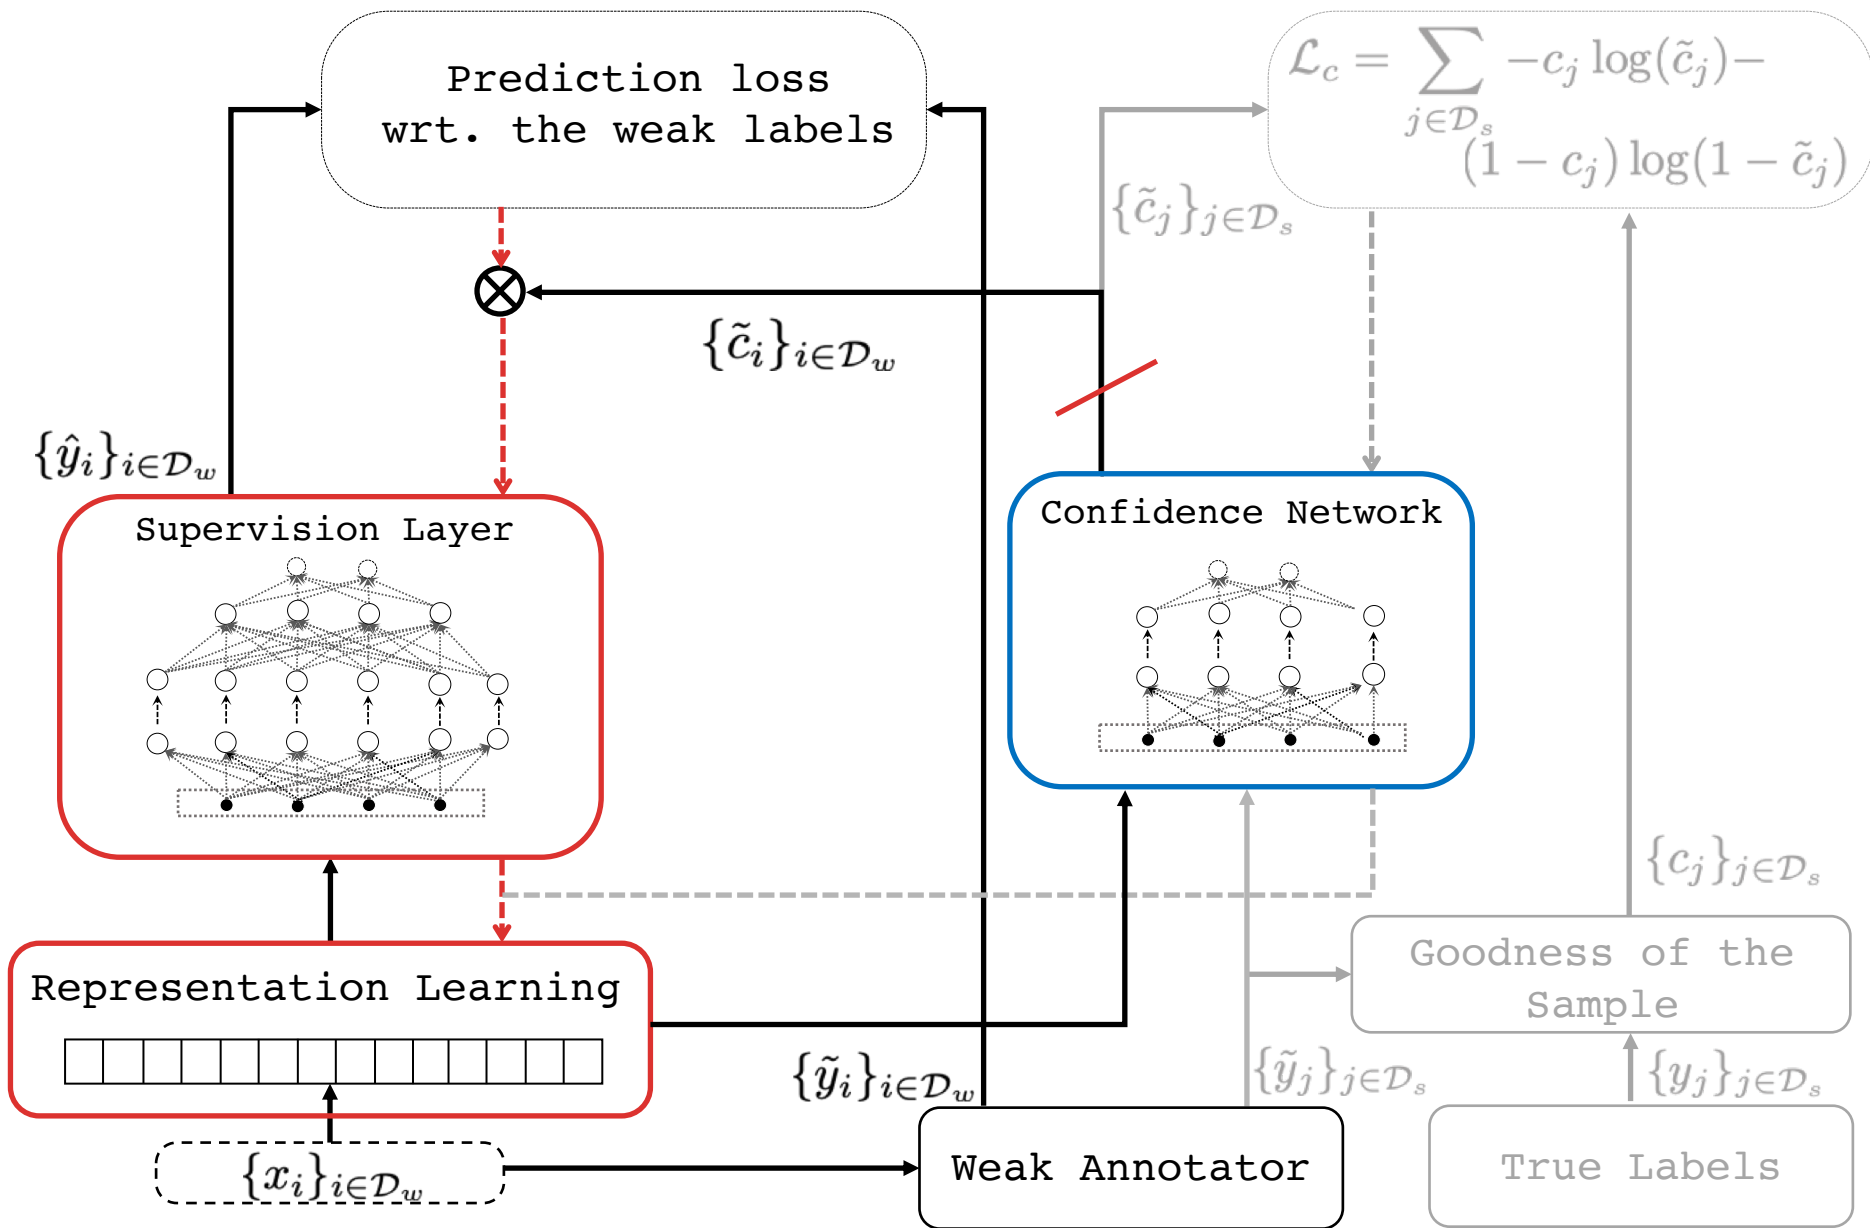 Prediction loss
wrt. the weak labels
$\mathcal{L}_c = \sum_{j \in \mathcal{D}_s} -c_j \log(\tilde{c}_j) -$
$(1 - c_j) \log(1 - \tilde{c}_j)$
$\{\tilde{c}_j\}_{j \in \mathcal{D}_s}$
$\{\tilde{c}_i\}_{i \in \mathcal{D}_w}$
$\{\hat{y}_i\}_{i \in \mathcal{D}_w}$
Supervision Layer
Confidence Network
$\{c_j\}_{j \in \mathcal{D}_s}$
Goodness of the
Sample
Representation Learning
$\{\tilde{y}_i\}_{i \in \mathcal{D}_w}$
$\{\tilde{y}_j\}_{j \in \mathcal{D}_s}$
$\{y_j\}_{j \in \mathcal{D}_s}$
$\{x_i\}_{i \in \mathcal{D}_w}$
Weak Annotator
True Labels